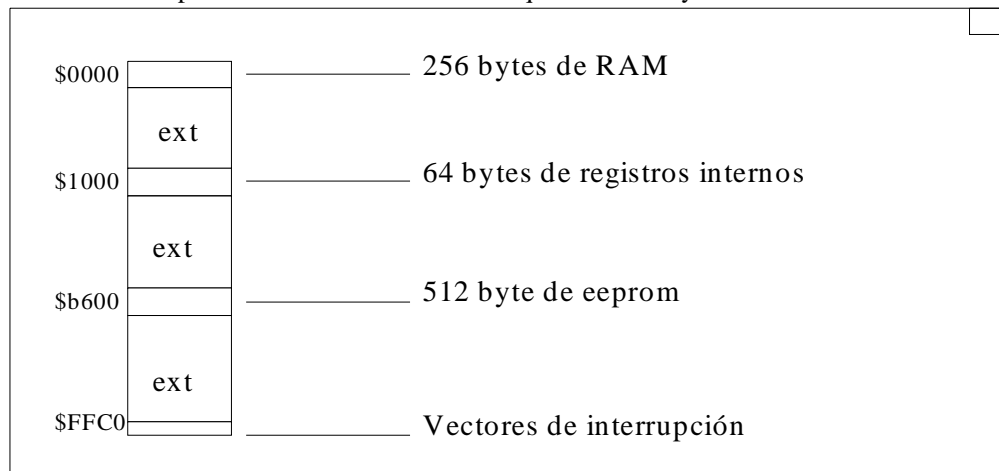 $0000
256 bytes de RAM
ext
$1000
64 bytes de registros internos
ext
$b600
512 byte de eeprom
ext
$FFC0
Vectores de interrupción